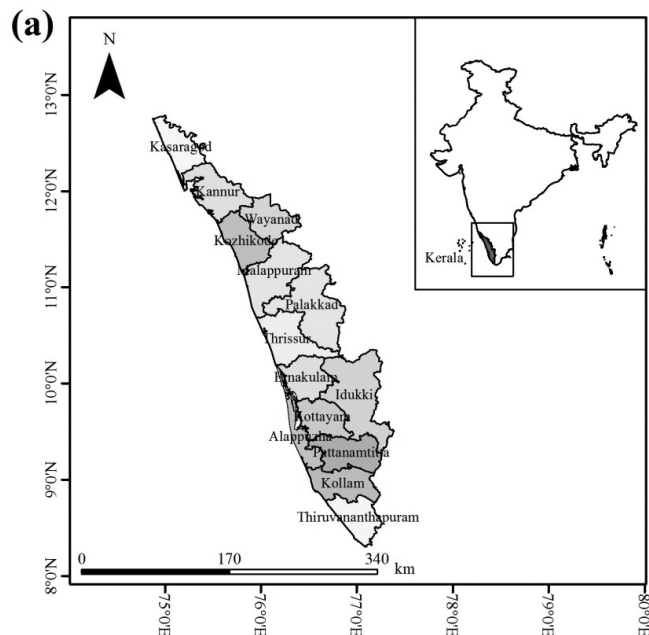 (a)
N
13°0'N
12°0'N
11°0'N
10°0'N
9°0'N
8°0'N
Kasaragod
Kannur
Wayanad
Kozhikode
Malappuram
Palakkad
Thrissur
Ernakulam
Idukki
Kottayam
Alappuzha
Pattanamtitta
Kollam
Thiruvananthapuram
Kerala
0 170 340
km
75°0'E 76°0'E 77°0'E 78°0'E 79°0'E 80°0'E